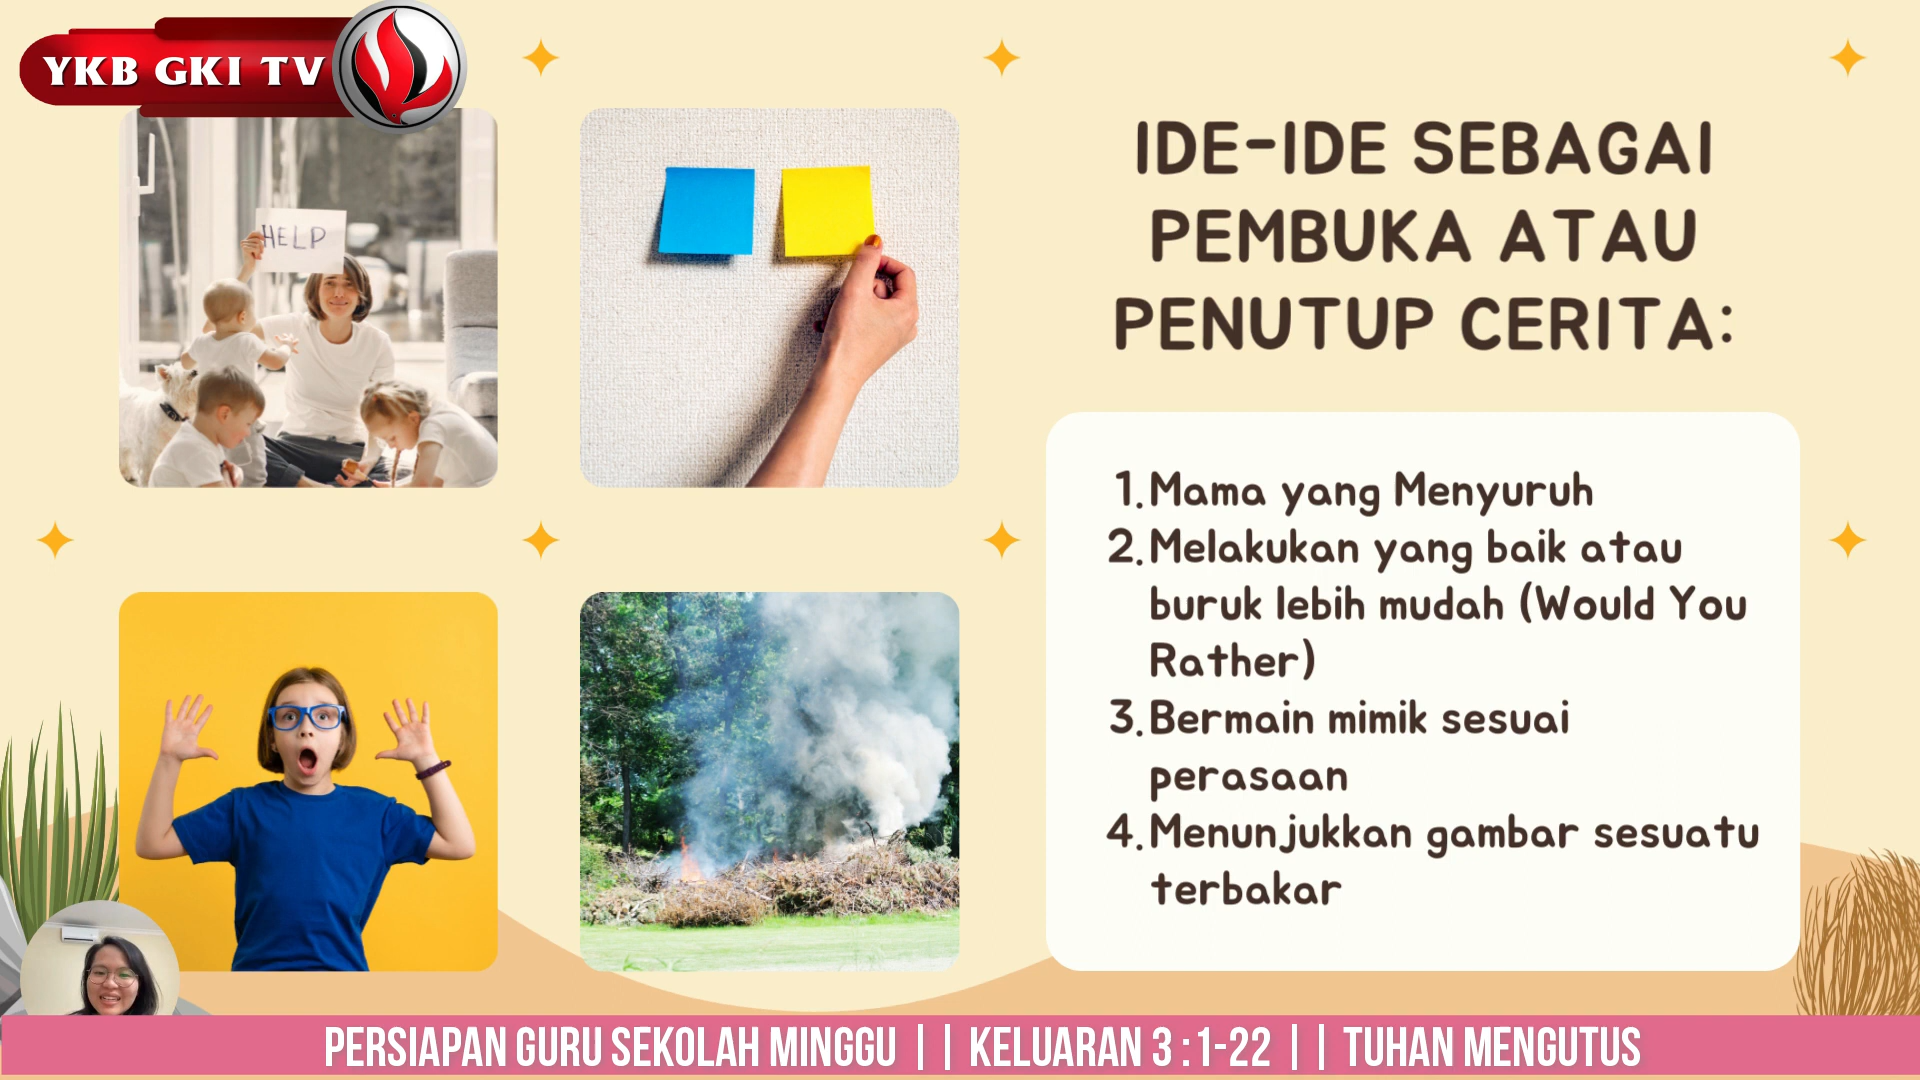 YKB GKI TV
HELP
IDE-IDE SEBAGAI
PEMBUKA ATAU
PENUTUP CERITA:
1. Mama yang Menyuruh
2. Melakukan yang baik atau
buruk lebih mudah (Would You
Rather)
3. Bermain mimik sesuai
perasaan
4. Menunjukkan gambar sesuatu
terbakar
PERSIAPAN GURU SEKOLAH MINGGU || KELUARAN 3 :1-22 || TUHAN MENGUTUS